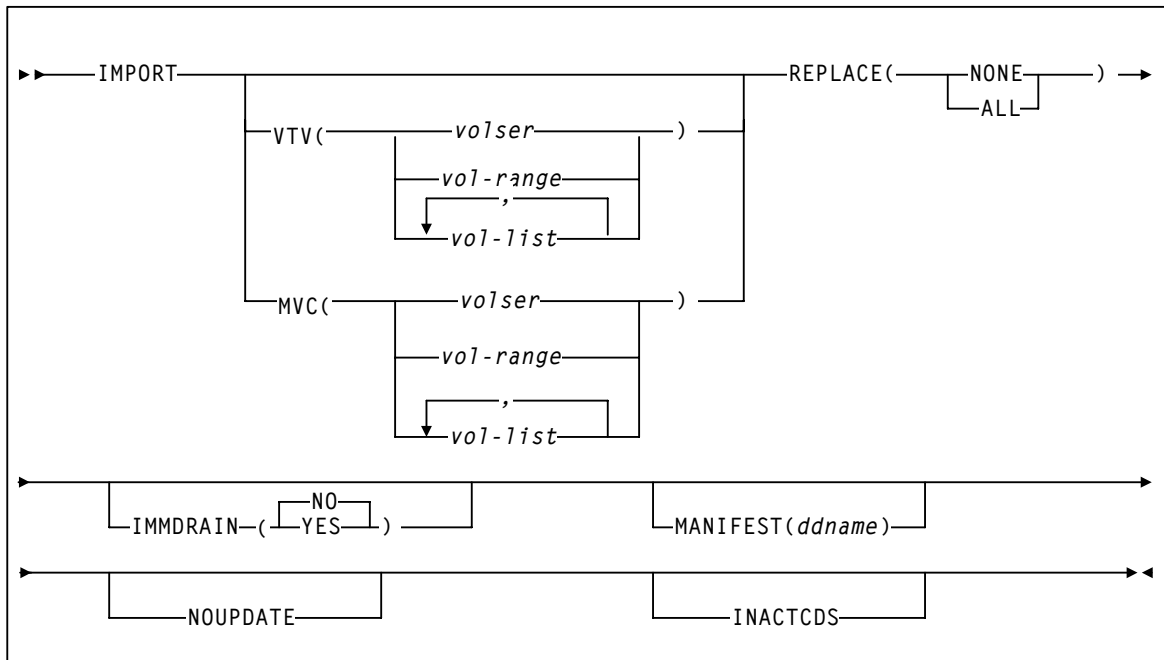 IMPORT REPLACE( NONE )
ALL
VTV( volser )
vol-range
,
vol-list
MVC( volser )
vol-range
,
vol-list
NO
IMMDRAIN ( YES ) MANIFEST(ddname)
NOUPDATE INACTCDS